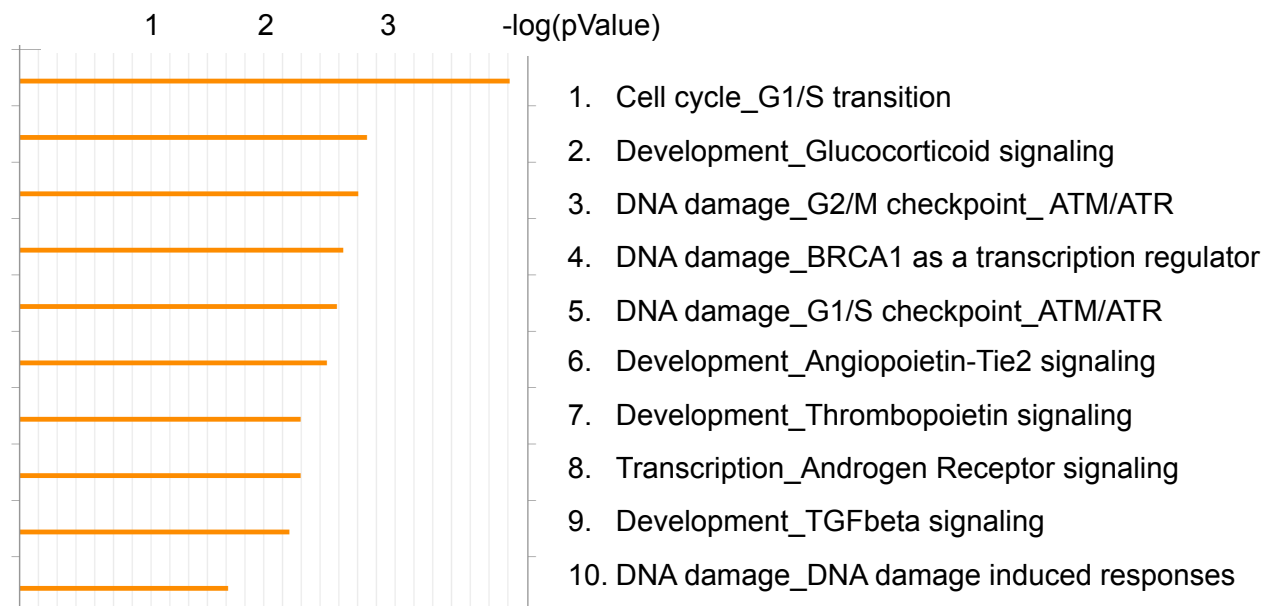 1 2 3 -log(pValue)
1. Cell cycle_G1/S transition
2. Development_Glucocorticoid signaling
3. DNA damage_G2/M checkpoint_ ATM/ATR
4. DNA damage_BRCA1 as a transcription regulator
5. DNA damage_G1/S checkpoint_ATM/ATR
6. Development_Angiopoietin-Tie2 signaling
7. Development_Thrombopoietin signaling
8. Transcription_Androgen Receptor signaling
9. Development_TGFbeta signaling
10. DNA damage_DNA damage induced responses